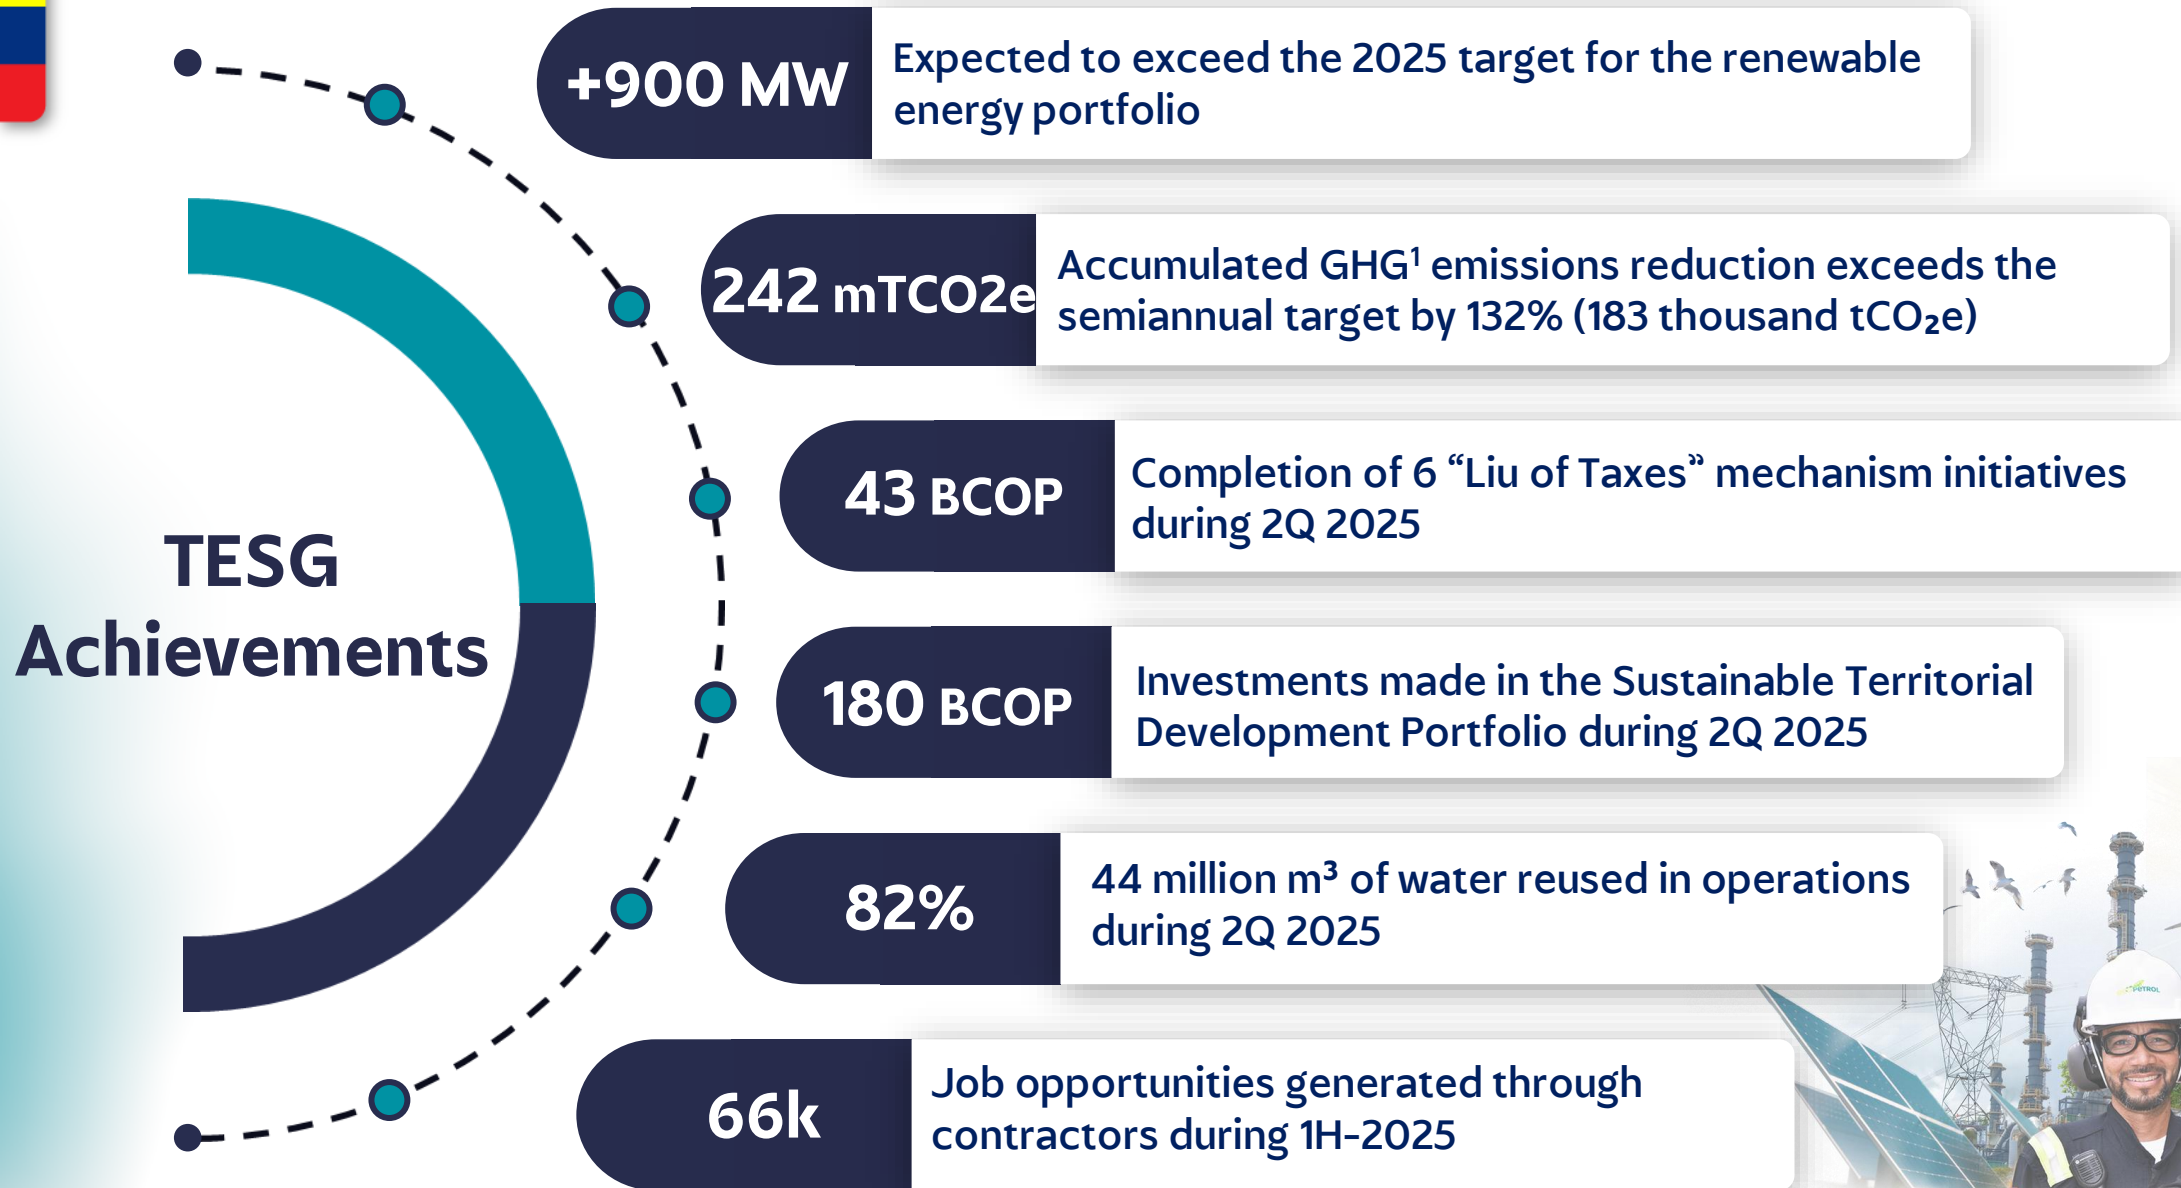 +900 MW
Expected to exceed the 2025 target for the renewable
energy portfolio
242 mTCO2e
Accumulated GHG¹ emissions reduction exceeds the
semiannual target by 132% (183 thousand tCO₂e)
43 BCOP
Completion of 6 “Liu of Taxes” mechanism initiatives
during 2Q 2025
TESG
Achievements
180 BCOP
Investments made in the Sustainable Territorial
Development Portfolio during 2Q 2025
82%
44 million m³ of water reused in operations
during 2Q 2025
66k
Job opportunities generated through
contractors during 1H-2025